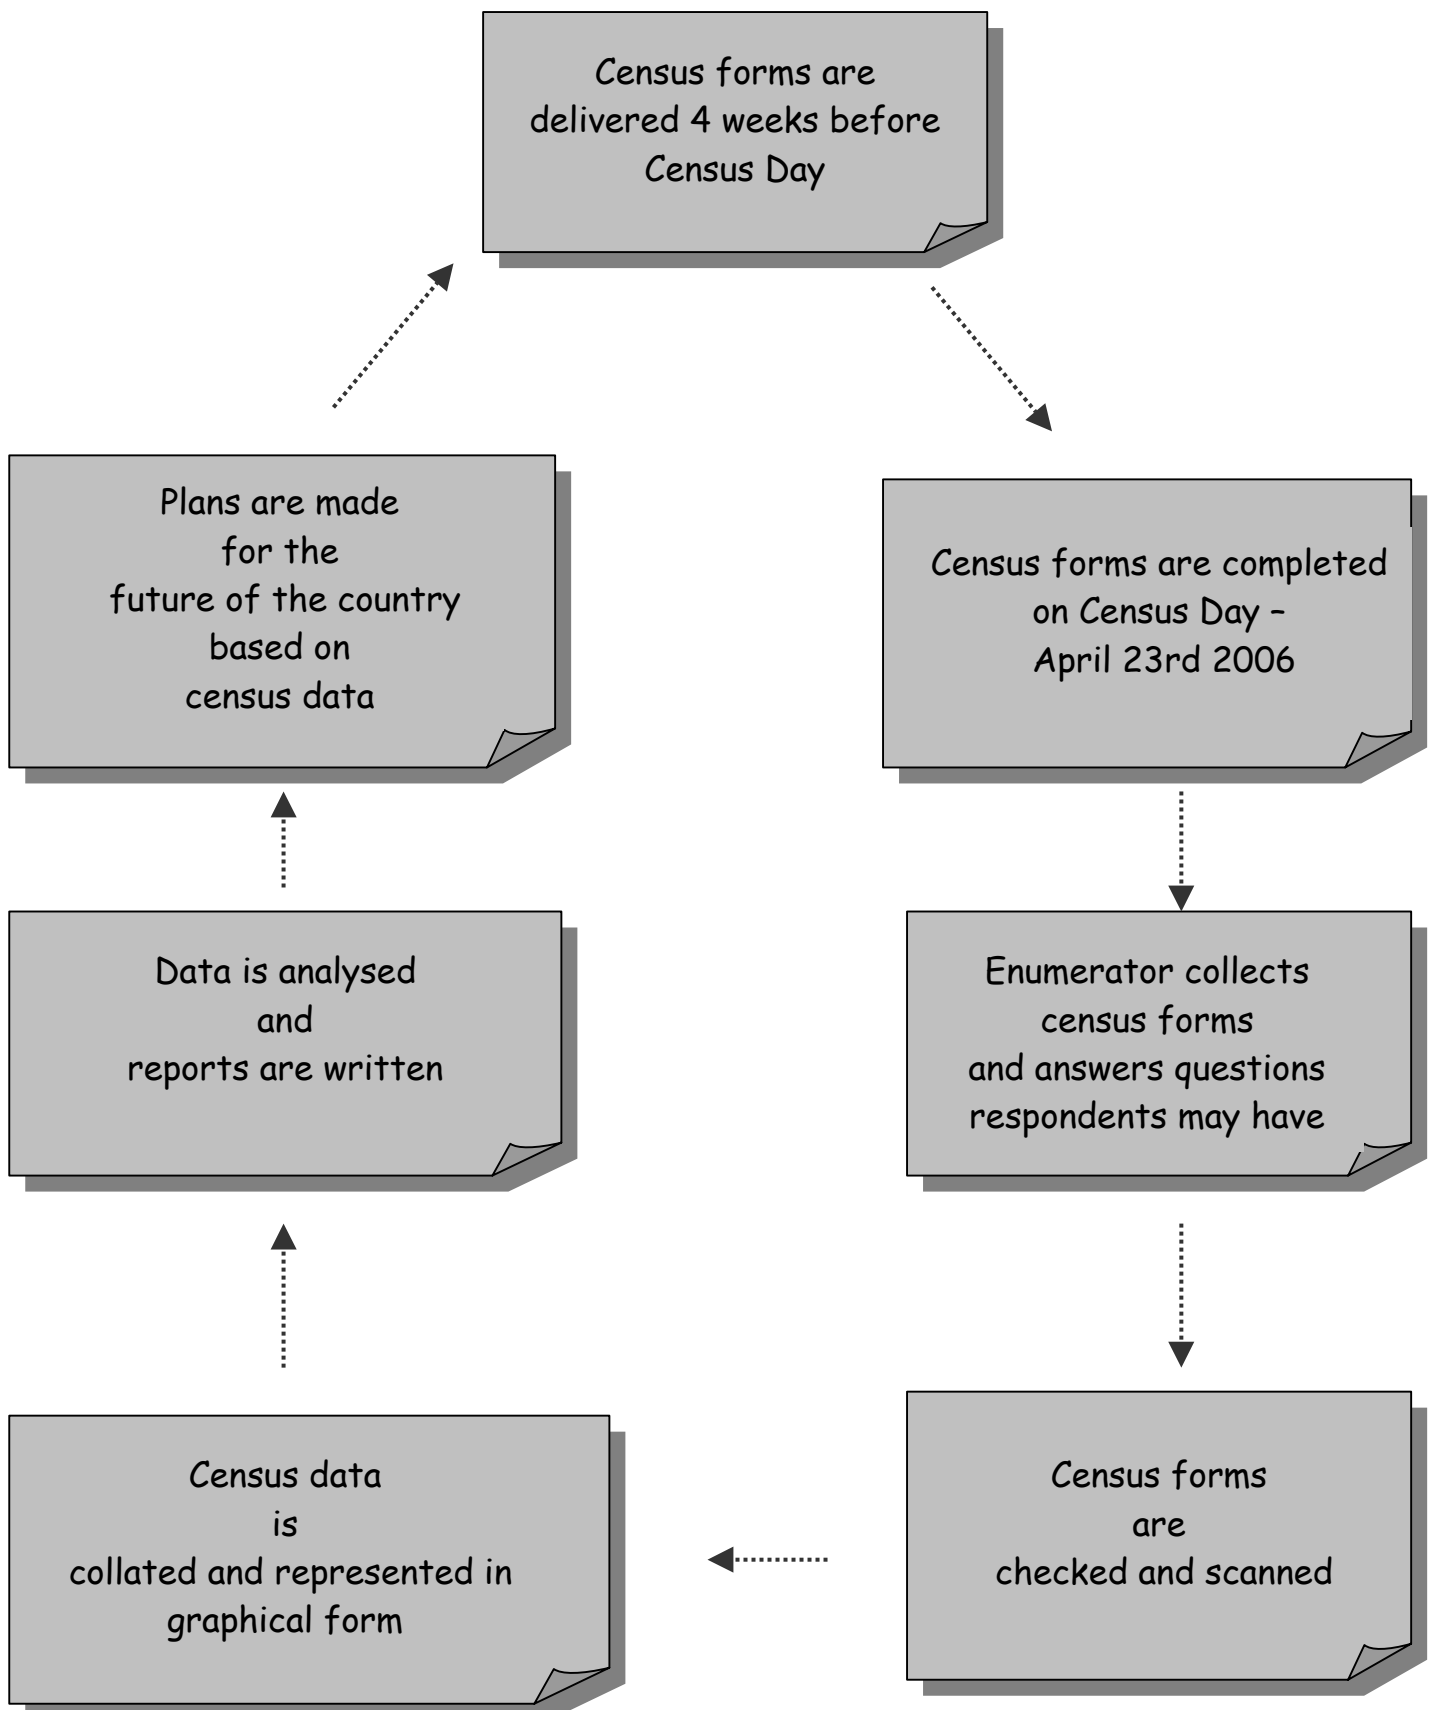 Census forms are
delivered 4 weeks before
Census Day
Census forms are completed
on Census Day –
April 23rd 2006
Enumerator collects
census forms
and answers questions
respondents may have
Census forms
are
checked and scanned
Census data
is
collated and represented in
graphical form
Data is analysed
and
reports are written
Plans are made
for the
future of the country
based on
census data